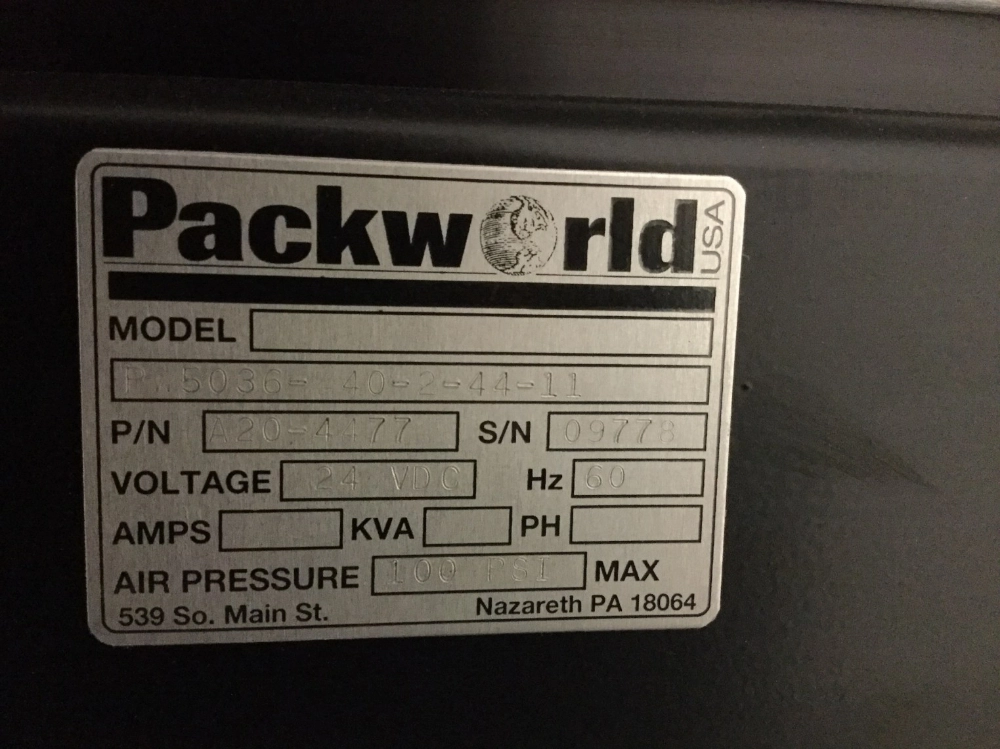 Packworld USA
MODEL
5036- 40-2-44-11
P/N A20-4477 S/N 09778
VOLTAGE 24 VDC Hz 60
AMPS KVA PH
AIR PRESSURE 100 PSI MAX
539 So. Main St. Nazareth PA 18064